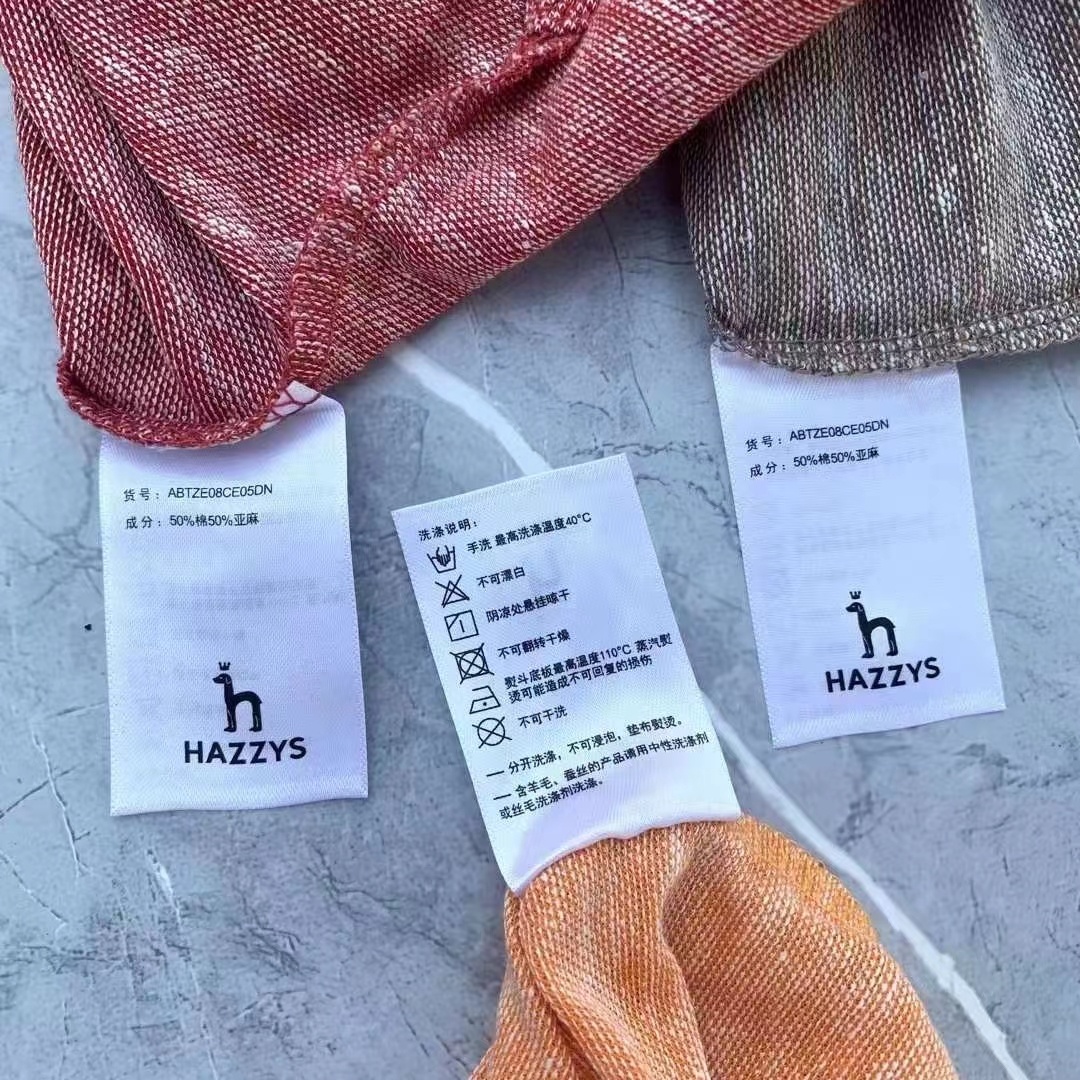 货号：ABTZE08CE05DN
成分：50%棉50%亚麻
HAZZYS
洗涤说明：
手洗 最高洗涤温度40°C
不可漂白
阴凉处悬挂晾干
不可翻转干燥
熨斗底板最高温度110°C 蒸汽熨
烫可能造成不可回复的损伤
不可干洗
— 分开洗涤，不可浸泡，垫布熨烫。
— 含羊毛、蚕丝的产品请用中性洗涤剂
或丝毛洗涤剂洗涤。
货号：ABTZE08CE05DN
成分：50%棉50%亚麻
HAZZYS